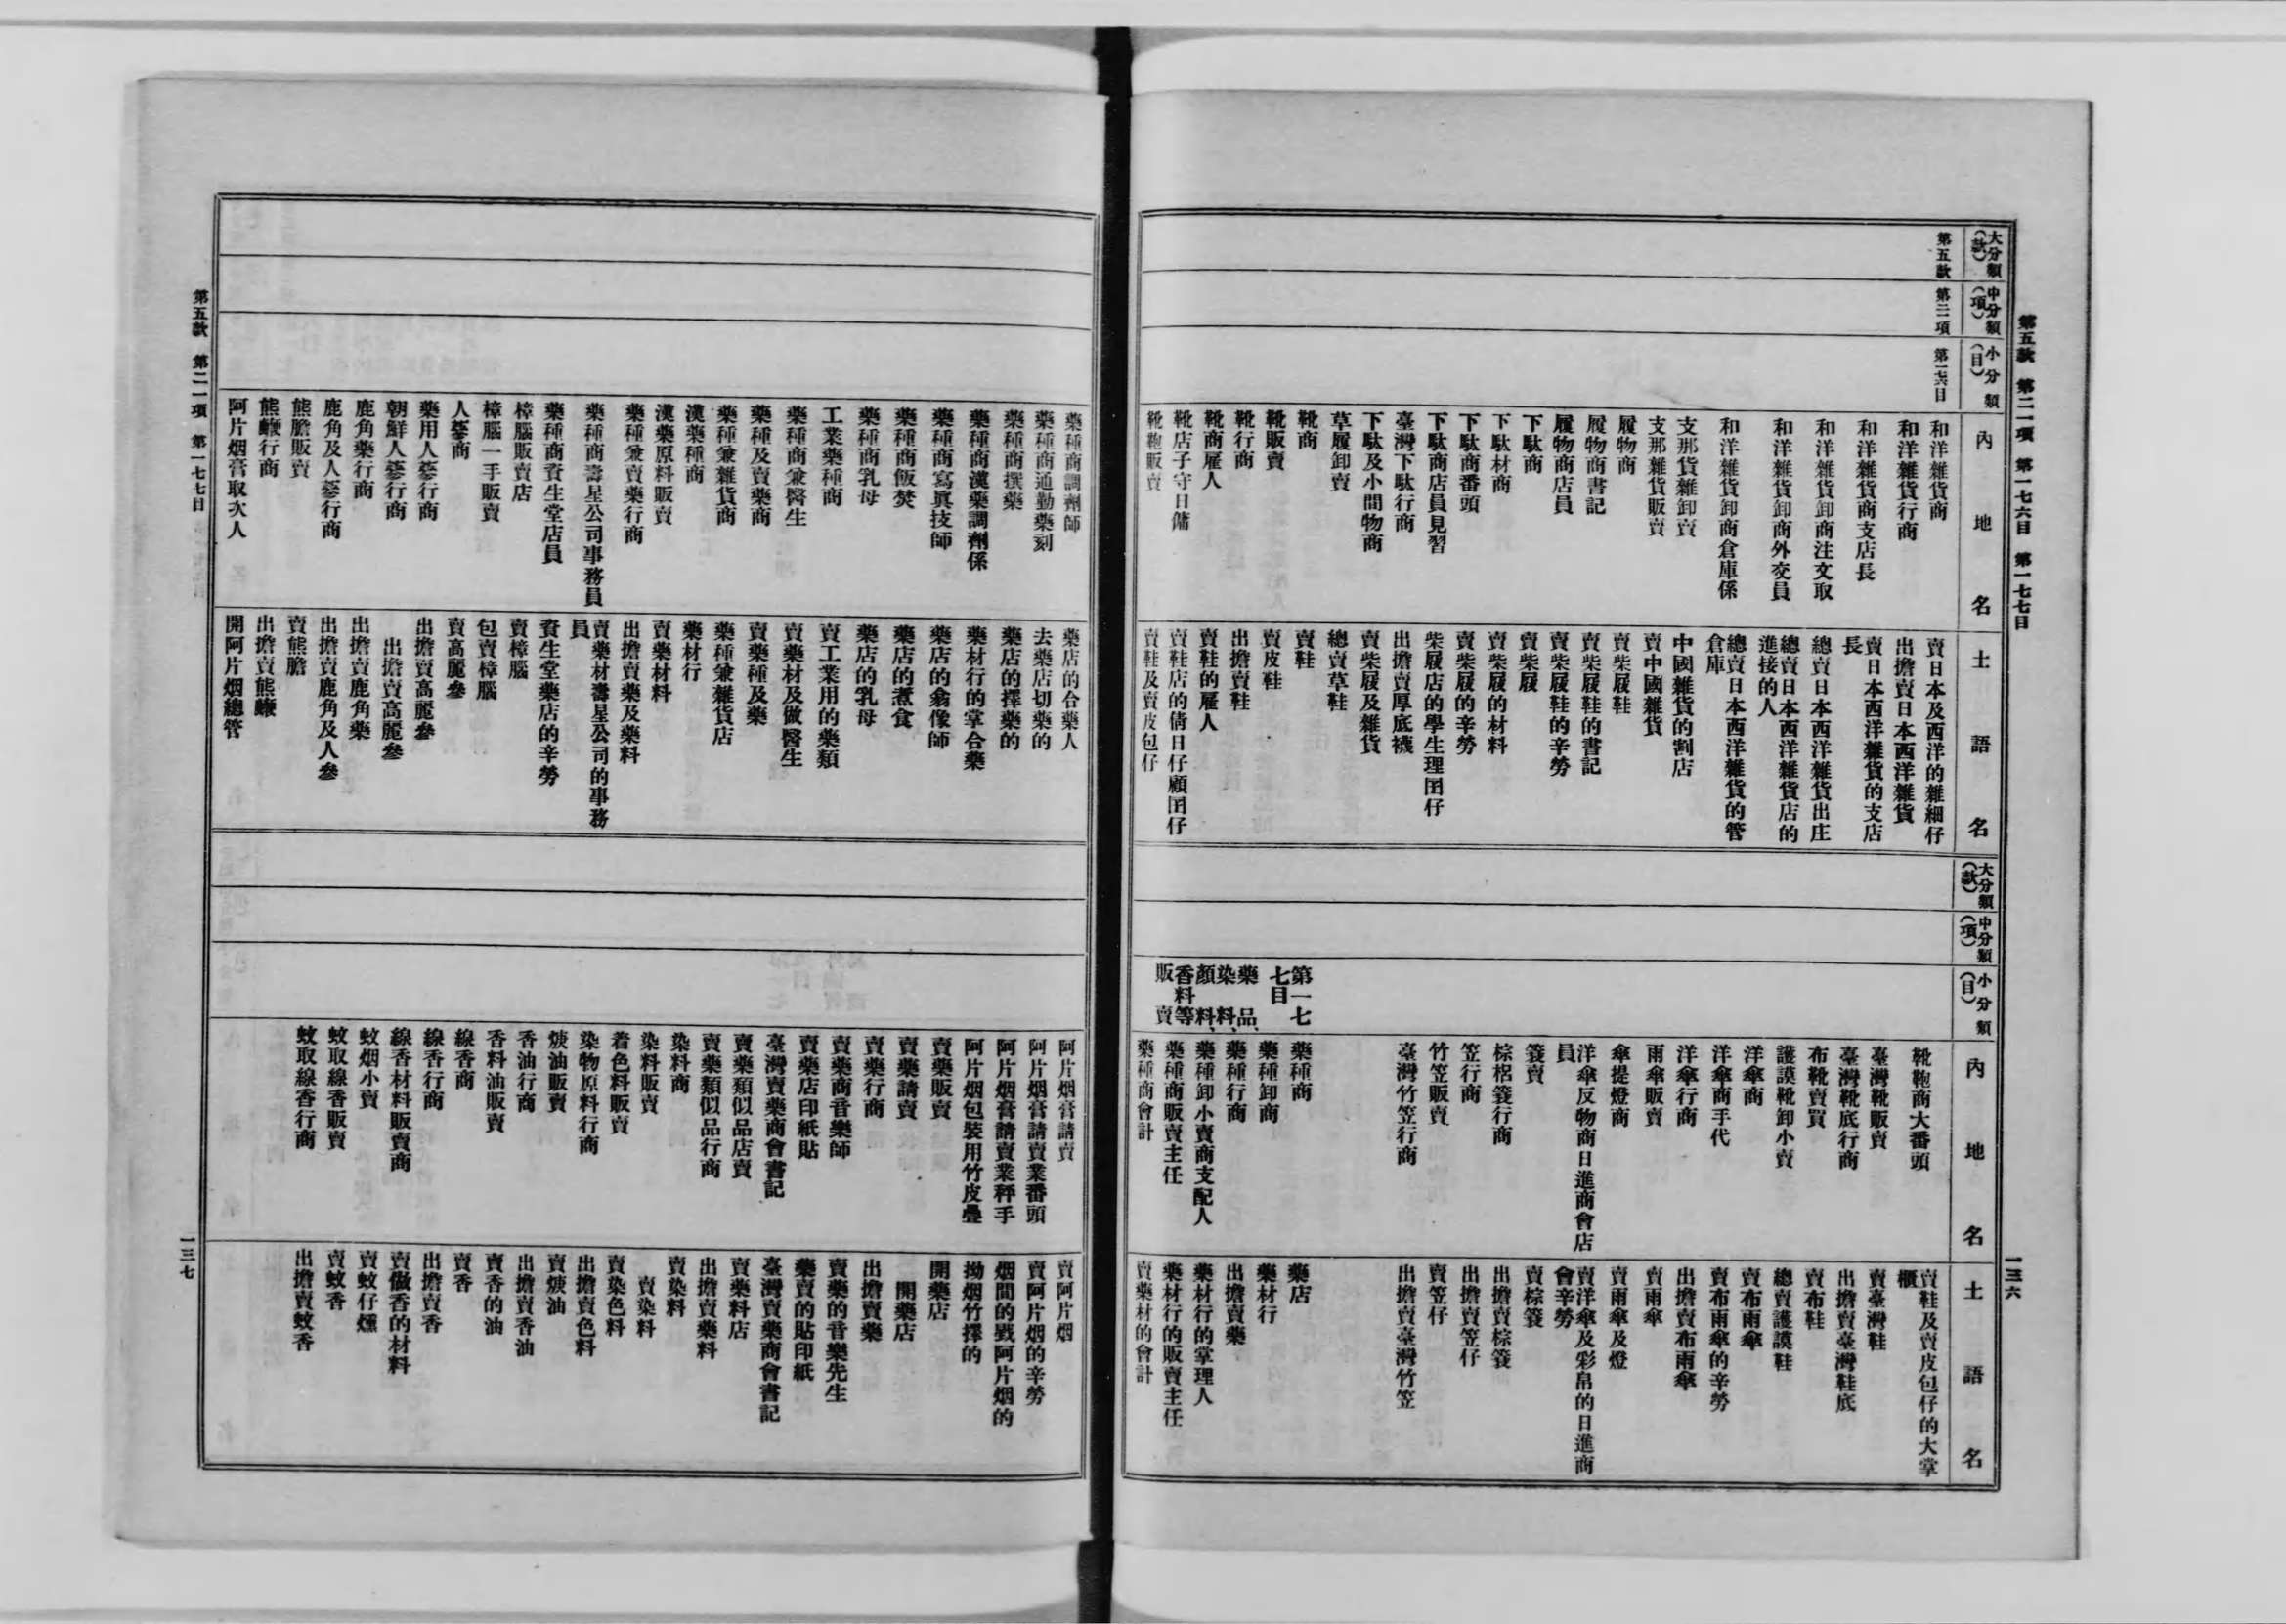 第五款 第二一項 第一七六目 第一七七目
一三六
大分類(款)
中分類(項)
小分類(目)
內地名
土語名
第五款
第二一項
第一七六目
和洋雜貨商
和洋雜貨行商
和洋雜貨商支店長
和洋雜貨卸商注文取
和洋雜貨卸商外交員
和洋雜貨卸商倉庫係
支那貨雜卸賣
支那雜貨販賣
履物商
履物商書記
履物商店員
下駄商
下駄材商
下駄商番頭
下駄商店員見習
臺灣下駄行商
下駄及小間物商
草履卸賣
靴商
靴販賣
靴行商
靴商雇人
靴店子守日傭
靴鞄販賣
賣日本及西洋的雜細仔
出擔賣日本西洋雜貨
賣日本西洋雜貨的支店
長
總賣日本西洋雜貨出庄
總賣日本西洋雜貨店的
進接的人
總賣日本西洋雜貨的管
倉庫
中國雜貨的割店
賣中國雜貨
賣柴屐鞋
賣柴屐鞋的書記
賣柴屐鞋的辛勞
賣柴屐
賣柴屐的材料
賣柴屐的辛勞
柴屐店的學生理囝仔
出擔賣厚底襪
賣柴屐及雜貨
總賣草鞋
賣鞋
賣皮鞋
出擔賣鞋
賣鞋的雇人
賣鞋店的倩日仔顧囝仔
賣鞋及賣皮包仔
大分類(款)
中分類(項)
小分類(目)
內地名
土語名
第一七
七目
藥品、
染料、
顏料、
香料等
販賣
靴鞄商大番頭
臺灣靴販賣
臺灣靴底行商
布靴賣買
護謨靴卸小賣
洋傘商
洋傘商手代
洋傘行商
雨傘販賣
傘提燈商
洋傘反物商日進商會店
員
簑賣
棕梠簑行商
笠行商
竹笠販賣
臺灣竹笠行商
藥種商
藥種卸商
藥種行商
藥種卸小賣商支配人
藥種商販賣主任
藥種商會計
賣鞋及賣皮包仔的大掌
櫃
賣臺灣鞋
出擔賣臺灣鞋底
賣布鞋
總賣護謨鞋
賣布雨傘
賣布雨傘的辛勞
出擔賣布雨傘
賣雨傘
賣雨傘及燈
賣洋傘及彩帛的日進商
會辛勞
賣棕簑
出擔賣棕簑
出擔賣笠仔
賣笠仔
出擔賣臺灣竹笠
藥店
藥材行
出擔賣藥
藥材行的掌理人
藥材行的販賣主任
賣藥材的會計
第五款 第二一項 第一七七目
一三七
藥種商調劑師
藥種商通勤藥刻
藥種商撰藥
藥種商漢藥調劑係
藥種商寫眞技師
藥種商飯焚
藥種商乳母
工業藥種商
藥種商兼醫生
藥種及賣藥商
藥種兼雜貨商
漢藥種商
漢藥原料販賣
藥種兼賣藥行商
藥種商壽星公司事務員
藥種商資生堂店員
樟腦販賣店
樟腦一手販賣
人蔘商
藥用人蔘行商
朝鮮人蔘行商
鹿角藥行商
鹿角及人蔘行商
熊膽販賣
熊鞭行商
阿片烟膏取次人
藥店的合藥人
去藥店切藥的
藥店的擇藥的
藥材行的掌合藥
藥店的翕像師
藥店的煮食
藥店的乳母
賣工業用的藥類
賣藥材及做醫生
賣藥種及藥
藥種兼雜貨店
藥材行
賣藥材料
出擔賣藥及藥料
賣藥材壽星公司的事務
員
資生堂藥店的辛勞
賣樟腦
包賣樟腦
賣高麗參
出擔賣高麗參
出擔賣高麗參
出擔賣鹿角藥
出擔賣鹿角及人參
賣熊膽
出擔賣熊鞭
開阿片烟總管
阿片烟膏請賣
阿片烟膏請賣業番頭
阿片烟膏請賣業秤手
阿片烟包裝用竹皮疊
賣藥販賣
賣藥請賣
賣藥行商
賣藥商音樂師
賣藥店印紙貼
臺灣賣藥商會書記
賣藥類似品店賣
賣藥類似品行商
染料商
染料販賣
着色料販賣
染物原料行商
㷍油販賣
香油行商
香料油販賣
線香商
線香行商
線香材料販賣商
蚊烟小賣
蚊取線香販賣
蚊取線香行商
賣阿片烟
賣阿片烟的辛勞
烟間的戥阿片烟的
拗烟竹擇的
開藥店
開藥店
出擔賣藥
賣藥的音樂先生
藥賣的貼印紙
臺灣賣藥商會書記
賣藥料店
出擔賣藥料
賣染料
賣染料
賣染色料
出擔賣色料
賣㷍油
出擔賣香油
賣香的油
賣香
出擔賣香
賣做香的材料
賣蚊仔燻
賣蚊香
出擔賣蚊香